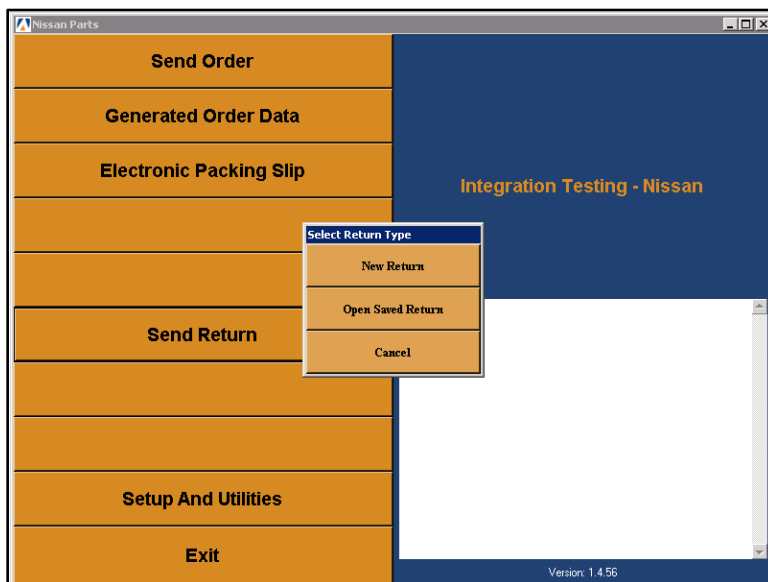 Nissan Parts
Send Order
Generated Order Data
Electronic Packing Slip
Integration Testing - Nissan
Select Return Type
New Return
Open Saved Return
Cancel
Send Return
Setup And Utilities
Exit
Version: 1.4.56